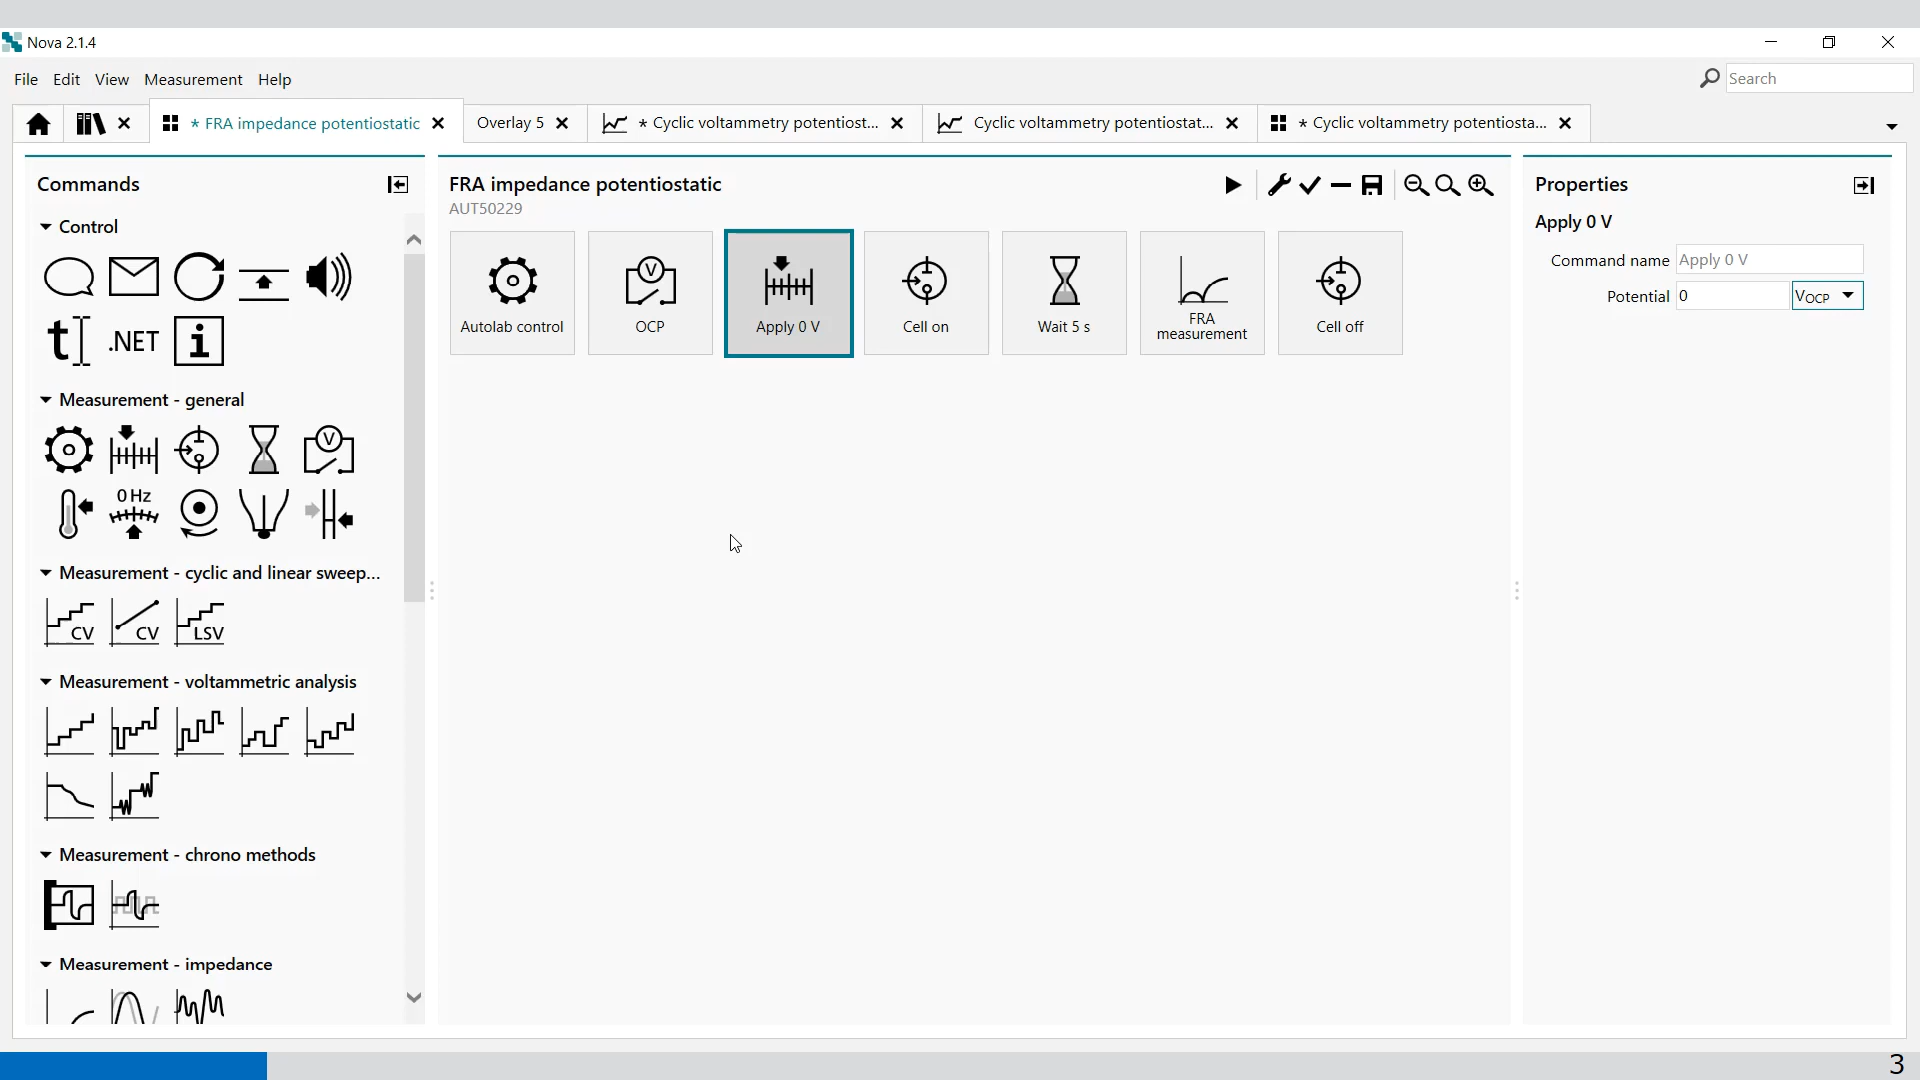 Nova 2.1.4
File Edit View Measurement Help
Search
* FRA impedance potentiostatic
Overlay 5
* Cyclic voltammetry potentiost...
Cyclic voltammetry potentiostat...
* Cyclic voltammetry potentiosta...
Commands
Control
t
.NET
i
Measurement - general
V
0 Hz
Measurement - cyclic and linear sweep...
CV
CV
LSV
Measurement - voltammetric analysis
Measurement - chrono methods
Measurement - impedance
FRA impedance potentiostatic
AUT50229
Autolab control
V
OCP
Apply 0 V
Cell on
Wait 5 s
FRA
measurement
Cell off
Properties
Apply 0 V
Command name Apply 0 V
Potential 0 VOCP
3